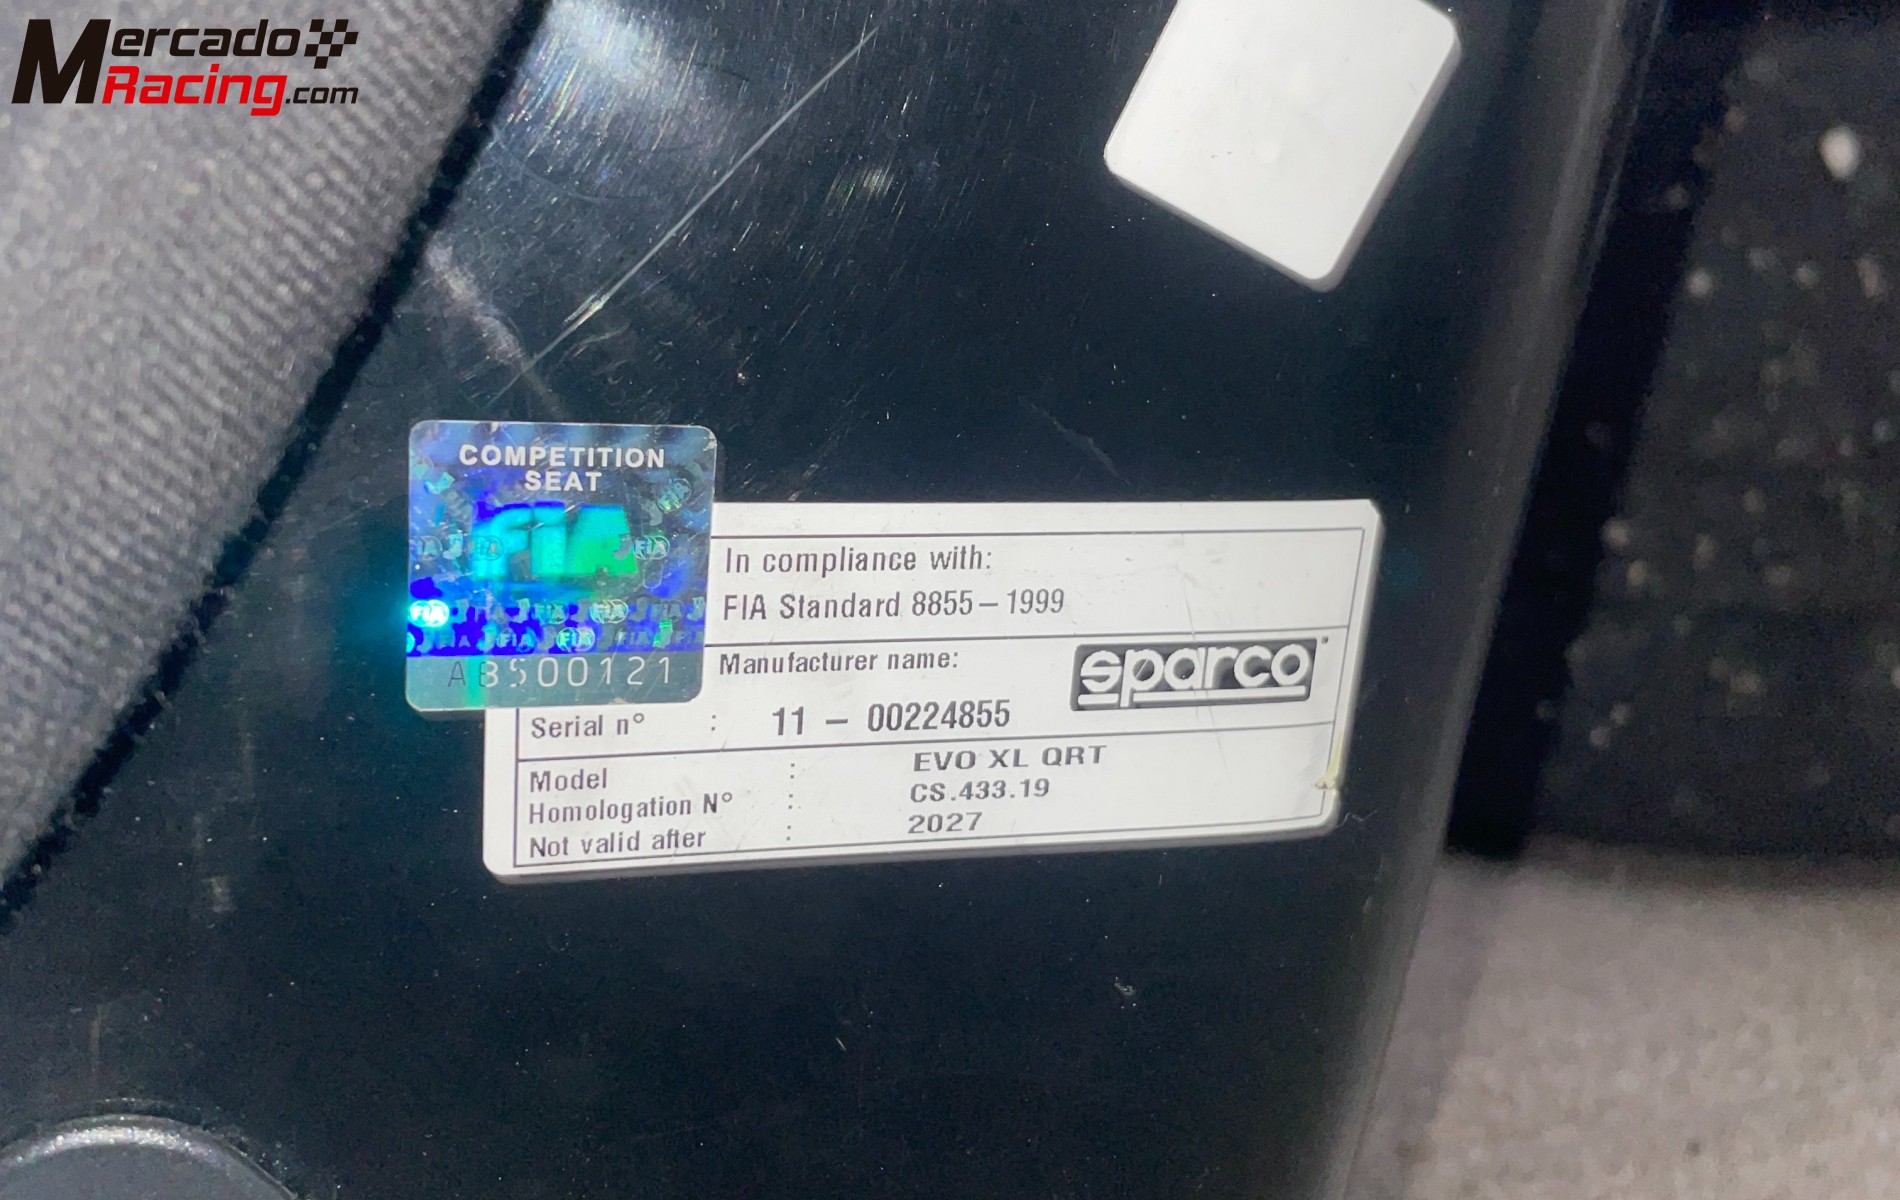 Mercado
Racing.com
COMPETITION
SEAT
FIA
AB500121
In compliance with:
FIA Standard 8855-1999
Manufacturer name:
sparco
Serial n° : 11 - 00224855
Model : EVO XL QRT
Homologation N° : CS.433.19
Not valid after : 2027